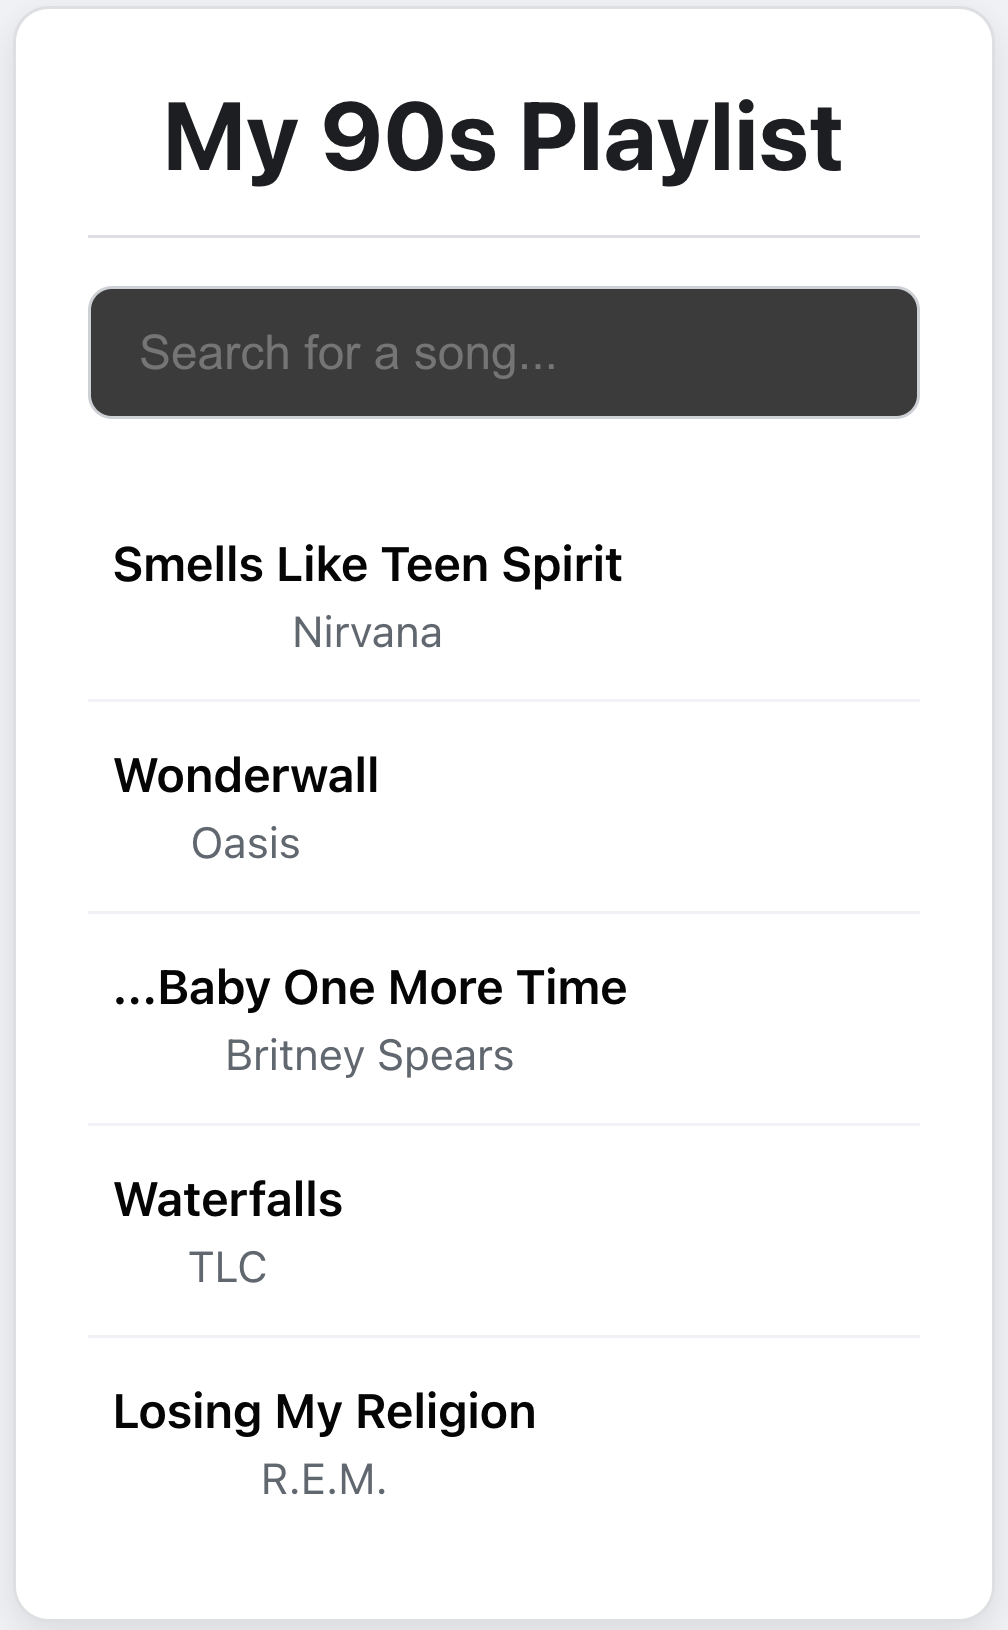 My 90s Playlist
Search for a song...
Smells Like Teen Spirit
Nirvana
Wonderwall
Oasis
...Baby One More Time
Britney Spears
Waterfalls
TLC
Losing My Religion
R.E.M.